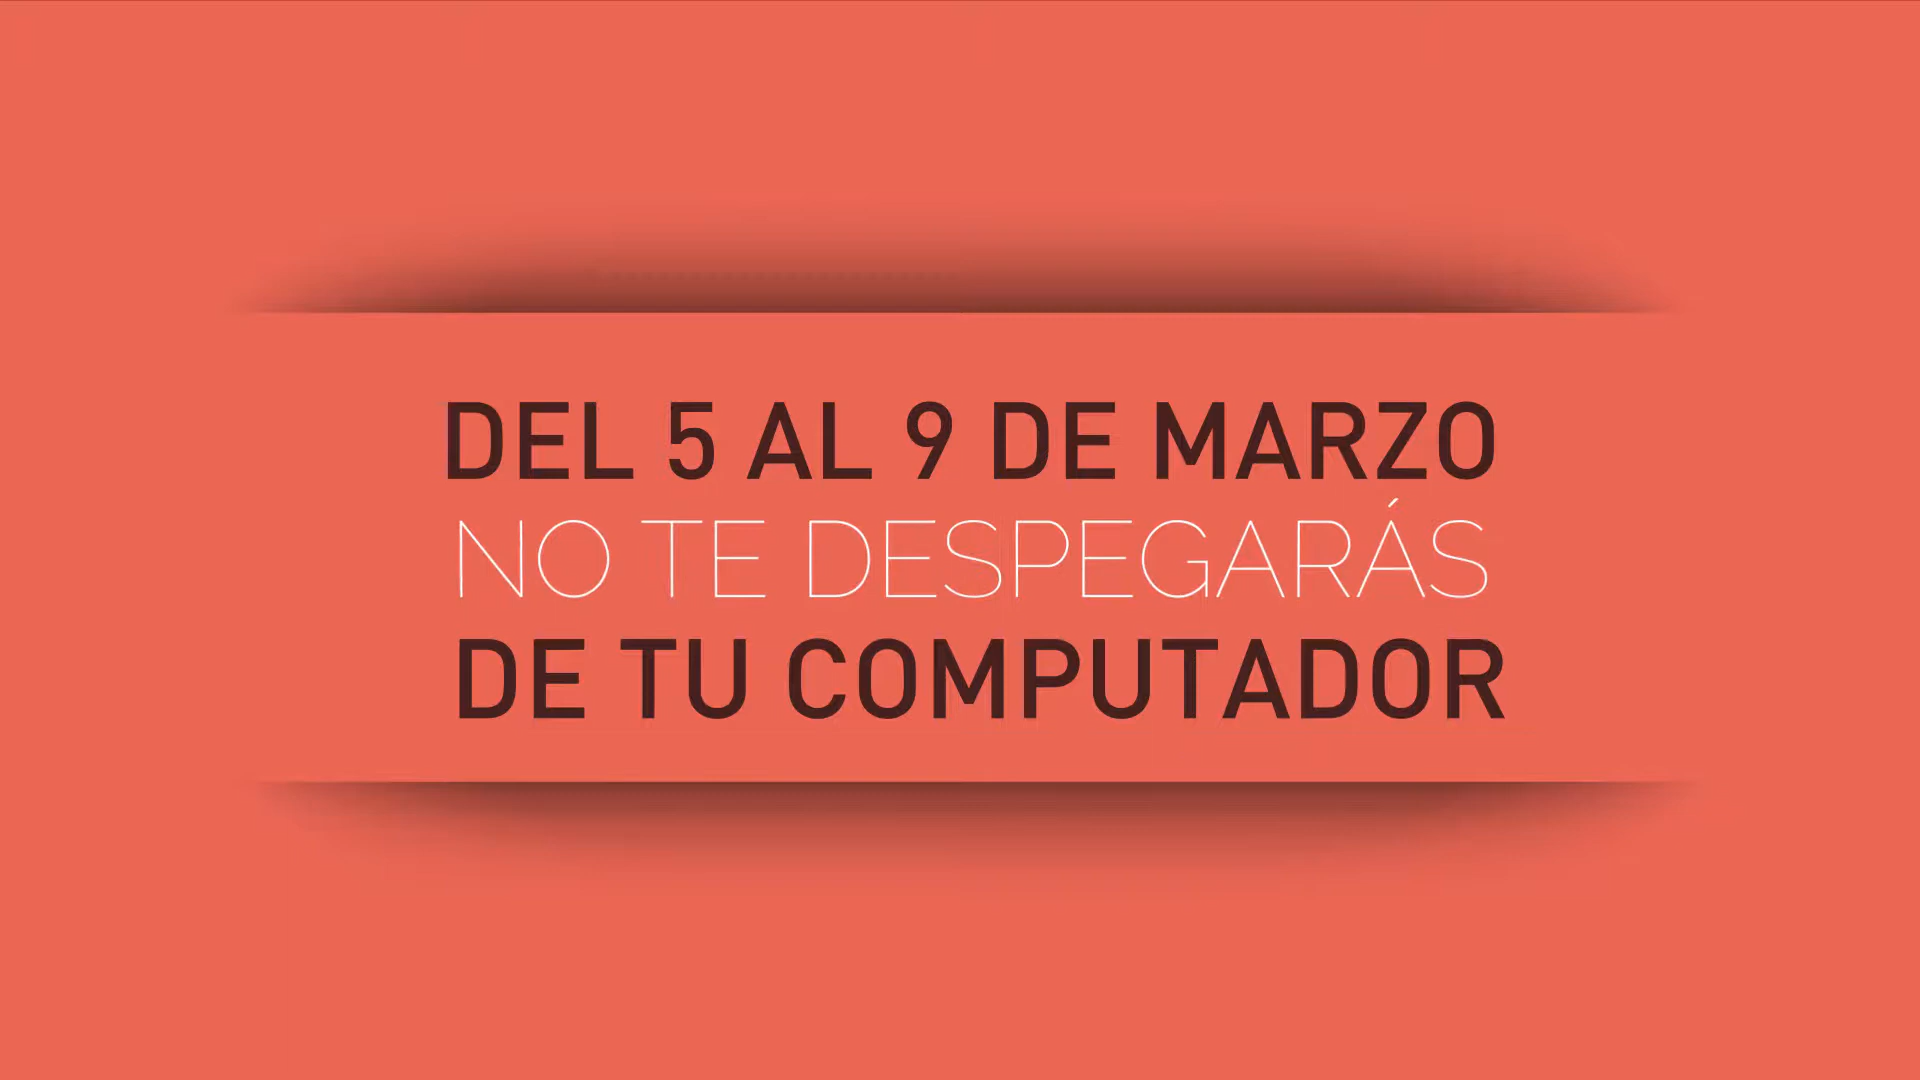 DEL 5 AL 9 DE MARZO
NO TE DESPEGARÁS
DE TU COMPUTADOR